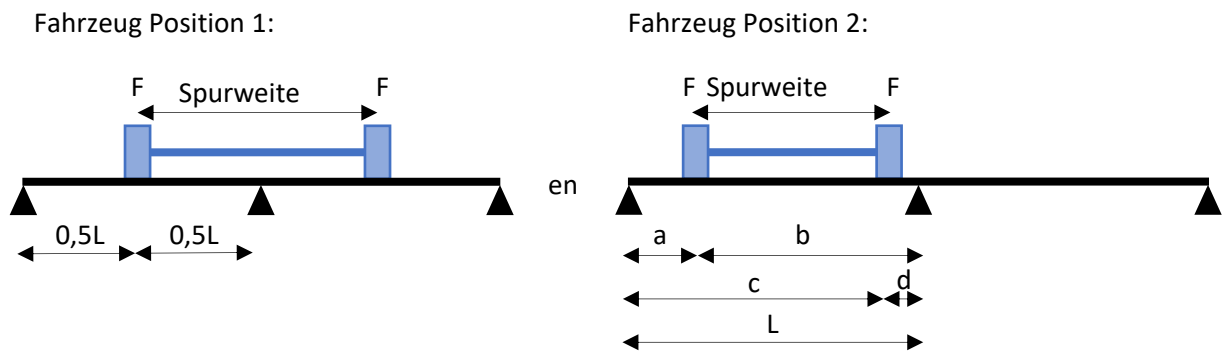 Fahrzeug Position 1:
F Spurweite F
0,5L 0,5L
en
Fahrzeug Position 2:
F Spurweite F
a b
c d
L